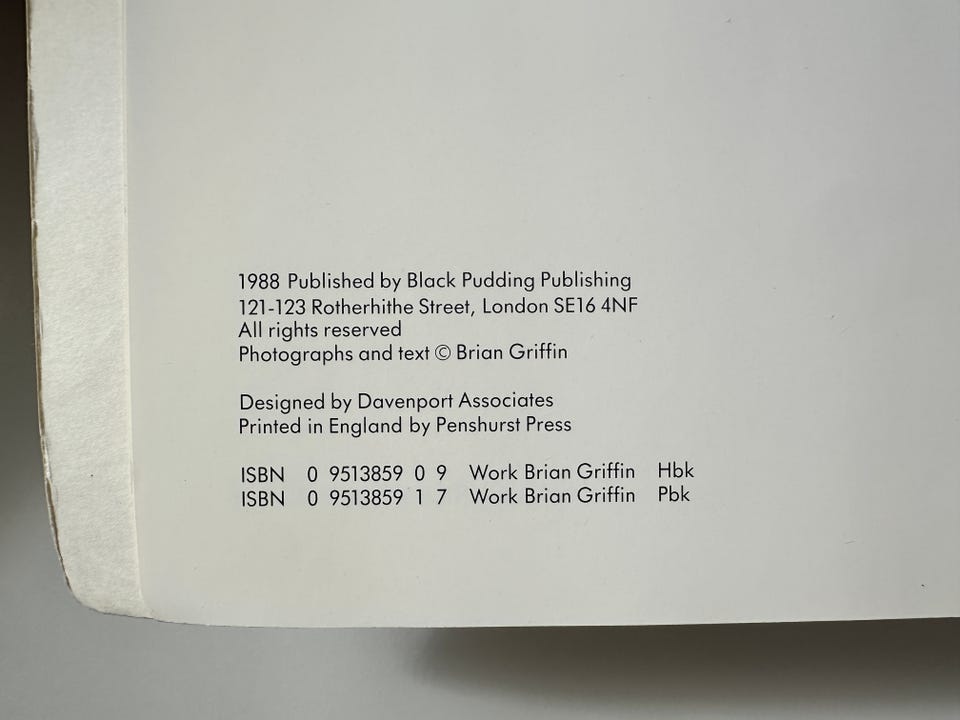 1988 Published by Black Pudding Publishing
121-123 Rotherhithe Street, London SE16 4NF
All rights reserved
Photographs and text © Brian Griffin
Designed by Davenport Associates
Printed in England by Penshurst Press
ISBN 0 9513859 0 9 Work Brian Griffin Hbk
ISBN 0 9513859 1 7 Work Brian Griffin Pbk